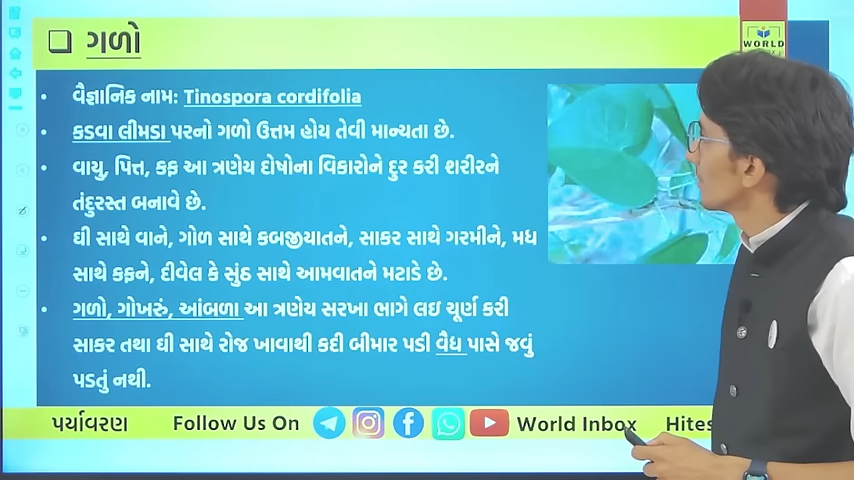 ❑ ગળો
WORLD
• વૈજ્ઞાનિક નામ: Tinospora cordifolia
• કડવા લીમડા પરનો ગળો ઉત્તમ હોય તેવી માન્યતા છે.
• વાયુ, પિત્ત, કફ આ ત્રણેય દોષોના વિકારોને દુર કરી શરીરને
તંદુરસ્ત બનાવે છે.
• ઘી સાથે વાને, ગોળ સાથે કબજીયાતને, સાકર સાથે ગરમીને, મધ
સાથે કફને, દીવેલ કે સુંઠ સાથે આમવાતને મટાડે છે.
• ગળો, ગોખરું, આંબળા આ ત્રણેય સરખા ભાગે લઇ ચૂર્ણ કરી
સાકર તથા ઘી સાથે રોજ ખાવાથી કદી બીમાર પડી વૈદ્ય પાસે જવું
પડતું નથી.
પર્યાવરણ Follow Us On World Inbox